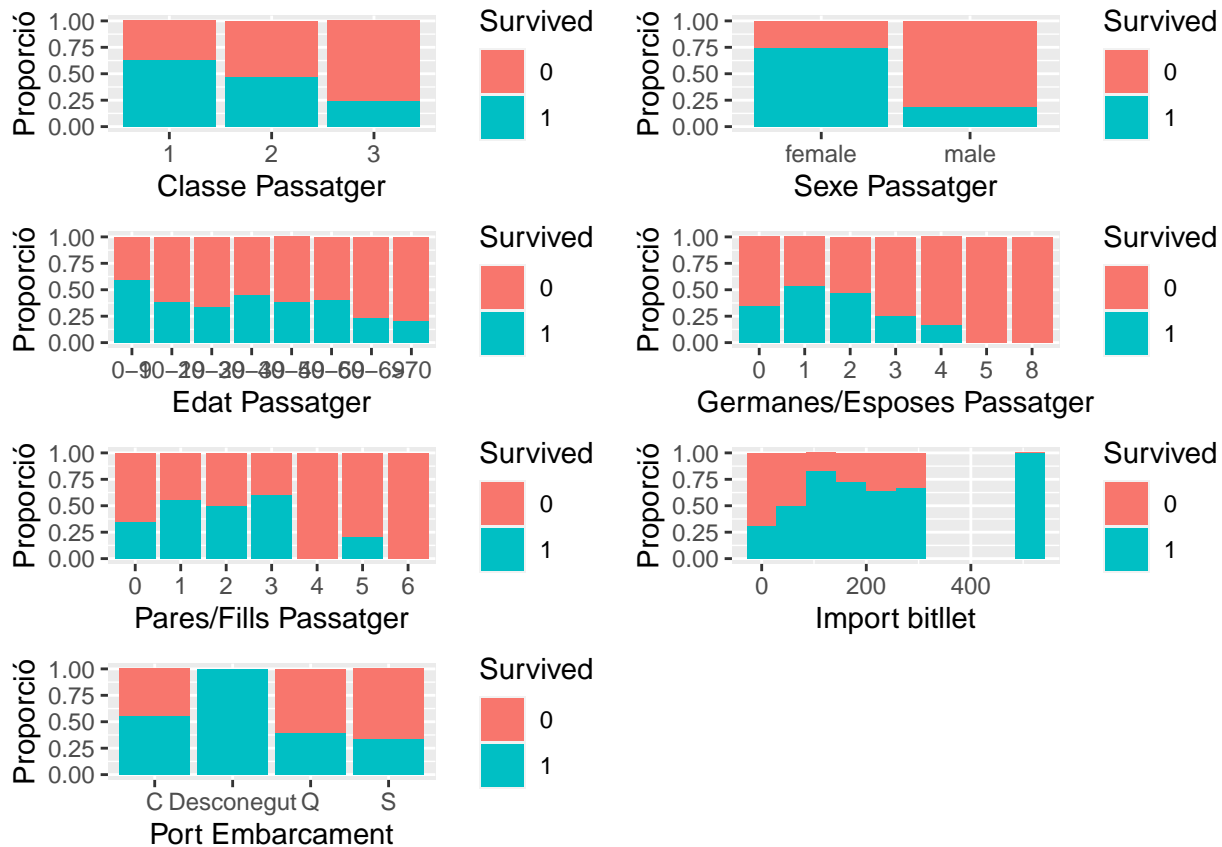 Proporció
1.00
0.75
0.50
0.25
0.00
1 2 3
Classe Passatger
Survived
0
1
Proporció
1.00
0.75
0.50
0.25
0.00
female male
Sexe Passatger
Survived
0
1
Proporció
1.00
0.75
0.50
0.25
0.00
Edat Passatger
Survived
0
1
Proporció
1.00
0.75
0.50
0.25
0.00
0 1 2 3 4 5 8
Germanes/Esposes Passatger
Survived
0
1
Proporció
1.00
0.75
0.50
0.25
0.00
0 1 2 3 4 5 6
Pares/Fills Passatger
Survived
0
1
Proporció
1.00
0.75
0.50
0.25
0.00
0 200 400
Import bitllet
Survived
0
1
Proporció
1.00
0.75
0.50
0.25
0.00
C Desconegut Q S
Port Embarcament
Survived
0
1